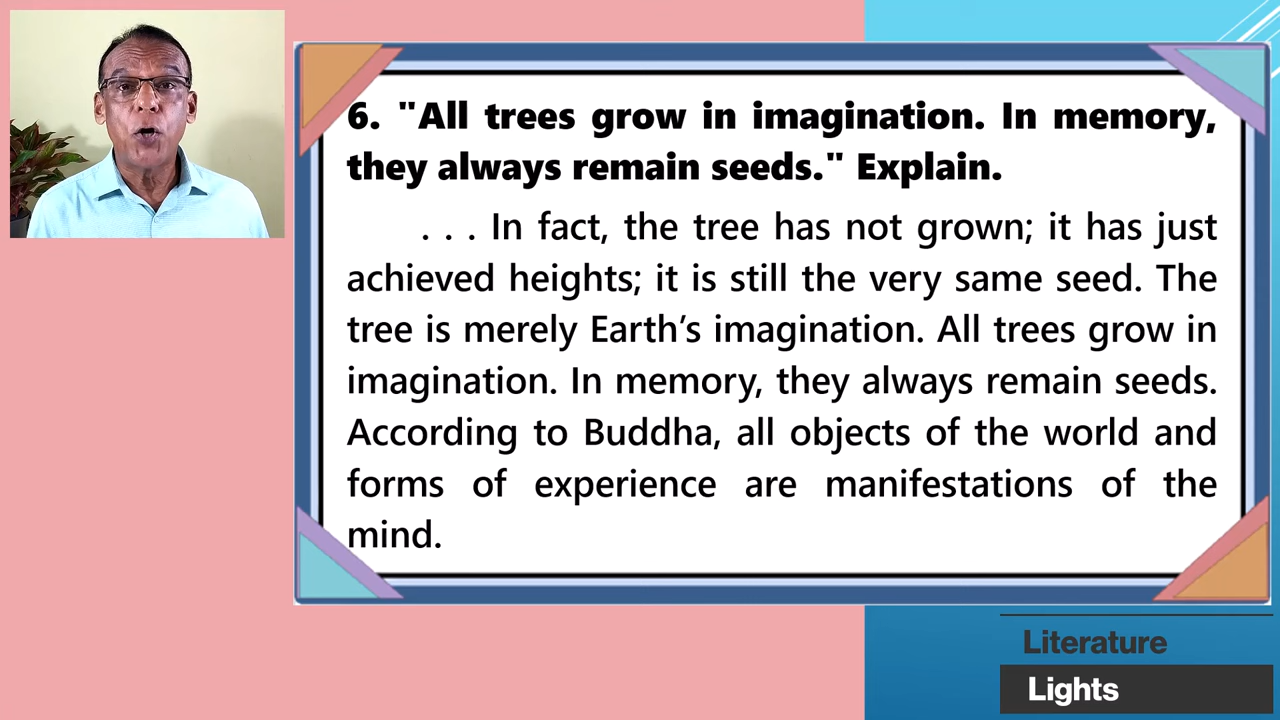 6. "All trees grow in imagination. In memory,
they always remain seeds." Explain.
. . . In fact, the tree has not grown; it has just
achieved heights; it is still the very same seed. The
tree is merely Earth’s imagination. All trees grow in
imagination. In memory, they always remain seeds.
According to Buddha, all objects of the world and
forms of experience are manifestations of the
mind.
Literature
Lights